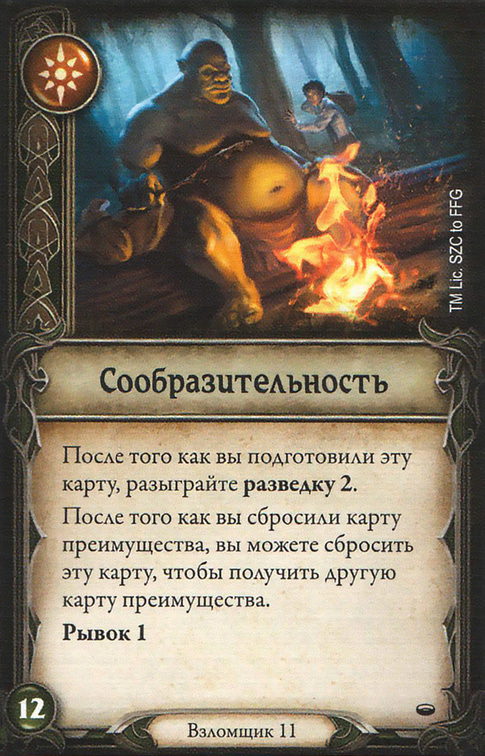 TM Lic. SZC to FFG
Сообразительность
После того как вы подготовили эту
карту, разыграйте разведку 2.
После того как вы сбросили карту
преимущества, вы можете сбросить
эту карту, чтобы получить другую
карту преимущества.
Рывок 1
12
Взломщик 11